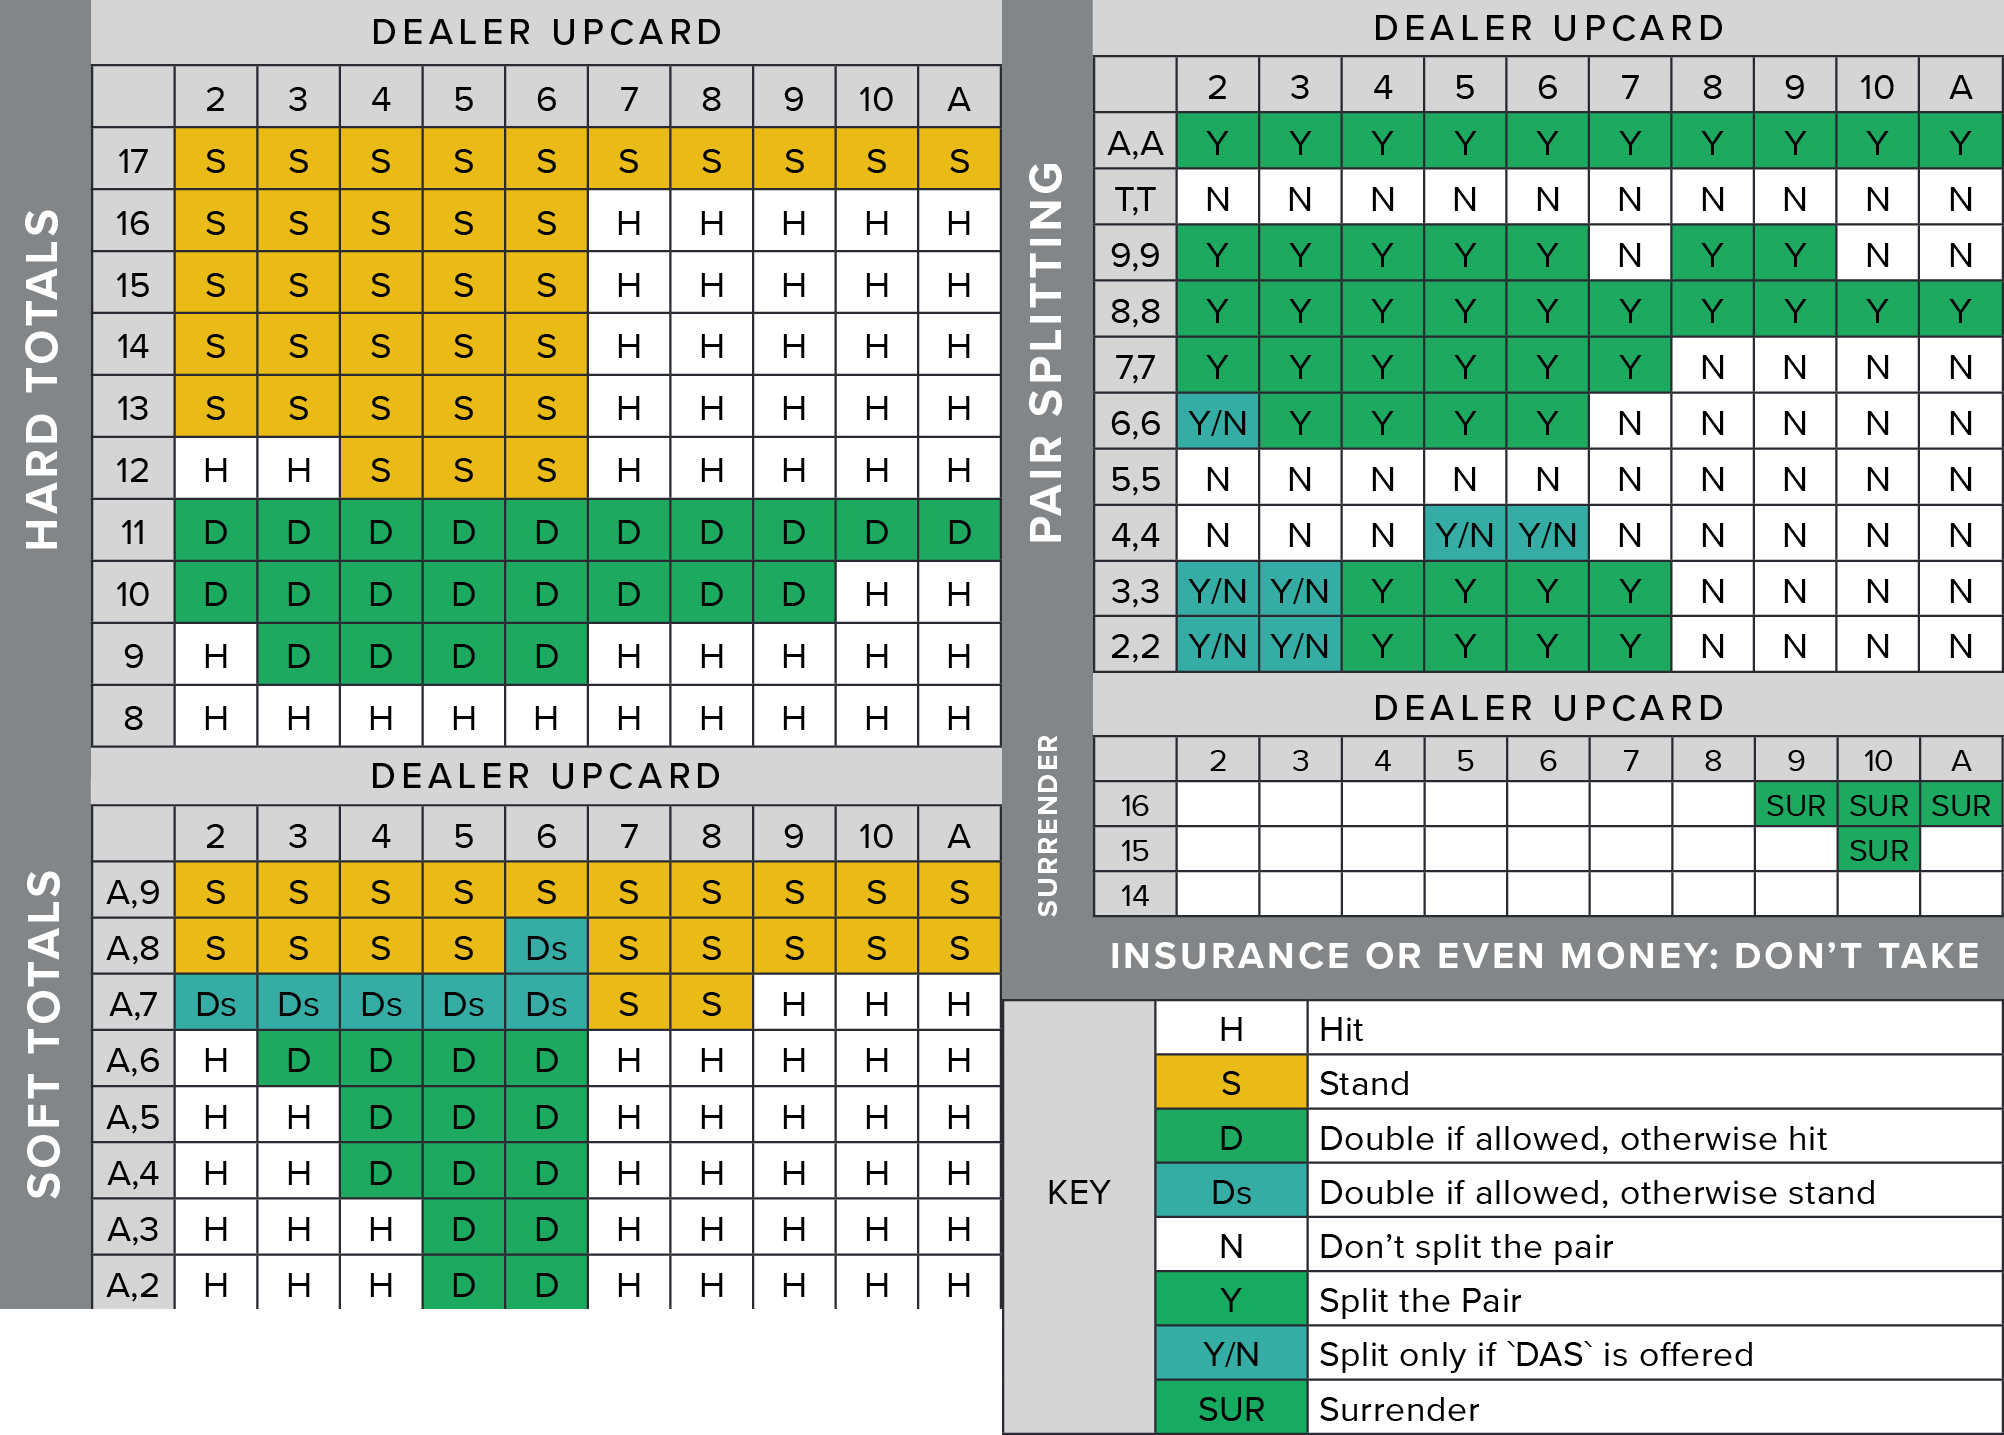 HARD TOTALS
DEALER UPCARD
2 3 4 5 6 7 8 9 10 A
17 S S S S S S S S S S
16 S S S S S H H H H H
15 S S S S S H H H H H
14 S S S S S H H H H H
13 S S S S S H H H H H
12 H H S S S H H H H H
11 D D D D D D D D D D
10 D D D D D D D D H H
9 H D D D D H H H H H
8 H H H H H H H H H H
SOFT TOTALS
DEALER UPCARD
2 3 4 5 6 7 8 9 10 A
A,9 S S S S S S S S S S
A,8 S S S S Ds S S S S S
A,7 Ds Ds Ds Ds Ds S S H H H
A,6 H D D D D H H H H H
A,5 H H D D D H H H H H
A,4 H H D D D H H H H H
A,3 H H H D D H H H H H
A,2 H H H D D H H H H H
PAIR SPLITTING
DEALER UPCARD
2 3 4 5 6 7 8 9 10 A
A,A Y Y Y Y Y Y Y Y Y Y
T,T N N N N N N N N N N
9,9 Y Y Y Y Y N Y Y N N
8,8 Y Y Y Y Y Y Y Y Y Y
7,7 Y Y Y Y Y Y N N N N
6,6 Y/N Y Y Y Y N N N N N
5,5 N N N N N N N N N N
4,4 N N N Y/N Y/N N N N N N
3,3 Y/N Y/N Y Y Y Y N N N N
2,2 Y/N Y/N Y Y Y Y N N N N
SURRENDER
DEALER UPCARD
2 3 4 5 6 7 8 9 10 A
16 SUR SUR SUR
15 SUR
14
INSURANCE OR EVEN MONEY: DON'T TAKE
KEY
H Hit
S Stand
D Double if allowed, otherwise hit
Ds Double if allowed, otherwise stand
N Don't split the pair
Y Split the Pair
Y/N Split only if `DAS` is offered
SUR Surrender